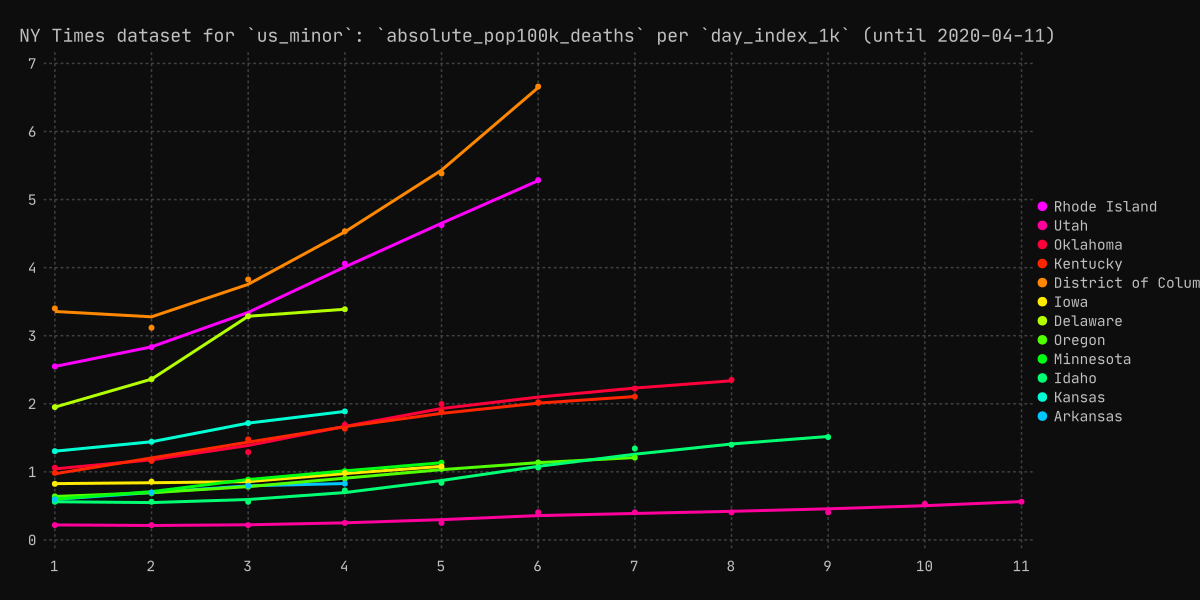 NY Times dataset for `us_minor`: `absolute_pop100k_deaths` per `day_index_1k` (until 2020-04-11)
7
6
5
4
3
2
1
0
1 2 3 4 5 6 7 8 9 10 11
Rhode Island
Utah
Oklahoma
Kentucky
District of Colum
Iowa
Delaware
Oregon
Minnesota
Idaho
Kansas
Arkansas